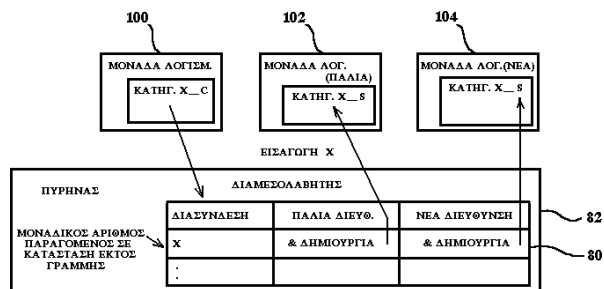 100
102
104
ΜΟΝΑΔΑ ΛΟΓΙΣΜ.
ΚΑΤΗΓ. Χ__C
ΜΟΝΑΔΑ ΛΟΓ.
(ΠΑΛΙΑ)
ΚΑΤΗΓ. Χ__S
ΜΟΝΑΔΑ ΛΟΓ.(ΝΕΑ)
ΚΑΤΗΓ. Χ__S
ΕΙΣΑΓΩΓΗ Χ
ΠΥΡΗΝΑΣ
ΔΙΑΜΕΣΟΛΑΒΗΤΗΣ
ΔΙΑΣΥΝΔΕΣΗ
ΠΑΛΙΑ ΔΙΕΥΘ.
ΝΕΑ ΔΙΕΥΘΥΝΣΗ
82
ΜΟΝΑΔΙΚΟΣ ΑΡΙΘΜΟΣ
ΠΑΡΑΓΟΜΕΝΟΣ ΣΕ
ΚΑΤΑΣΤΑΣΗ ΕΚΤΟΣ
ΓΡΑΜΜΗΣ
Χ
& ΔΗΜΙΟΥΡΓΙΑ
& ΔΗΜΙΟΥΡΓΙΑ
80
: